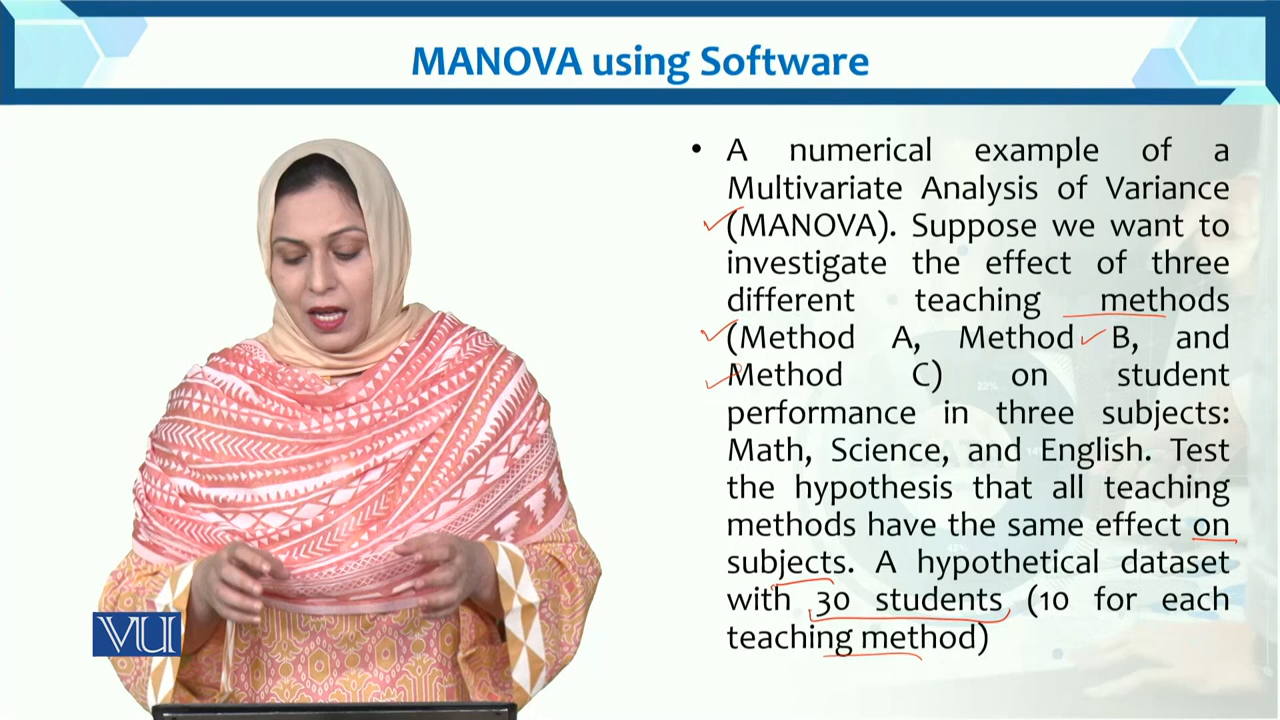 MANOVA using Software
• A numerical example of a
Multivariate Analysis of Variance
(MANOVA). Suppose we want to
investigate the effect of three
different teaching methods
(Method A, Method B, and
Method C) on student
performance in three subjects:
Math, Science, and English. Test
the hypothesis that all teaching
methods have the same effect on
subjects. A hypothetical dataset
with 30 students (10 for each
teaching method)
VU